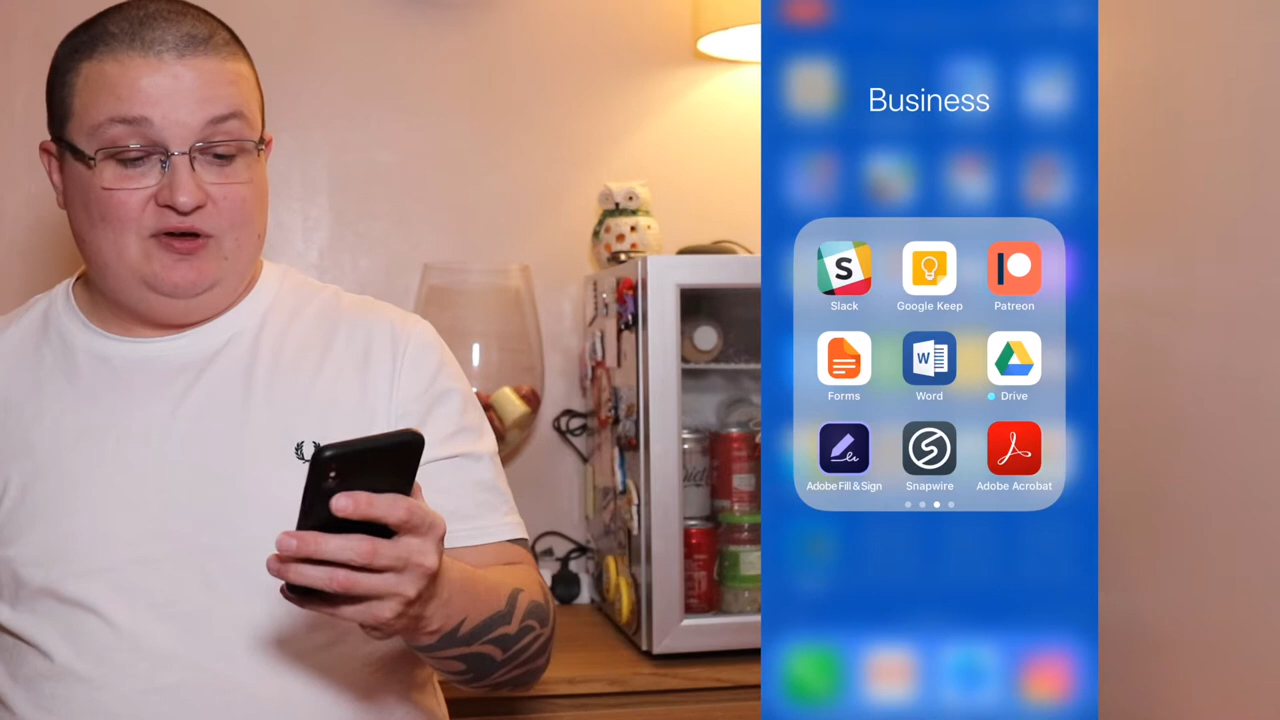 Business
S
Slack
Google Keep
Patreon
W
Forms
Word
Drive
Adobe Fill & Sign
Snapwire
Adobe Acrobat